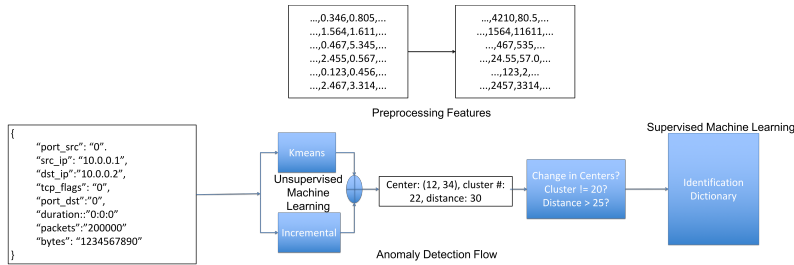 ...,0.346,0.805,...
...,1.564,1.611,...
...,0.467,5.345,...
...,2.455,0.567,...
...,0.123,0.456,...
...,2.467,3.314,...
...,4210,80.5,...
...,1564,11611,...
...,467,535,...
...,24.55,57.0,...
...,123,2,...
...,2457,3314,...
Preprocessing Features
{
"port_src": "0".
"src_ip": "10.0.0.1",
"dst_ip":"10.0.0.2",
"tcp_flags": "0",
"port_dst":"0",
"duration::"0:0:0"
"packets":"200000"
"bytes": "1234567890"
}
Kmeans
Unsupervised
Machine
Learning
Incremental
Center: (12, 34), cluster #:
22, distance: 30
Change in Centers?
Cluster != 20?
Distance > 25?
Supervised Machine Learning
Identification
Dictionary
Anomaly Detection Flow